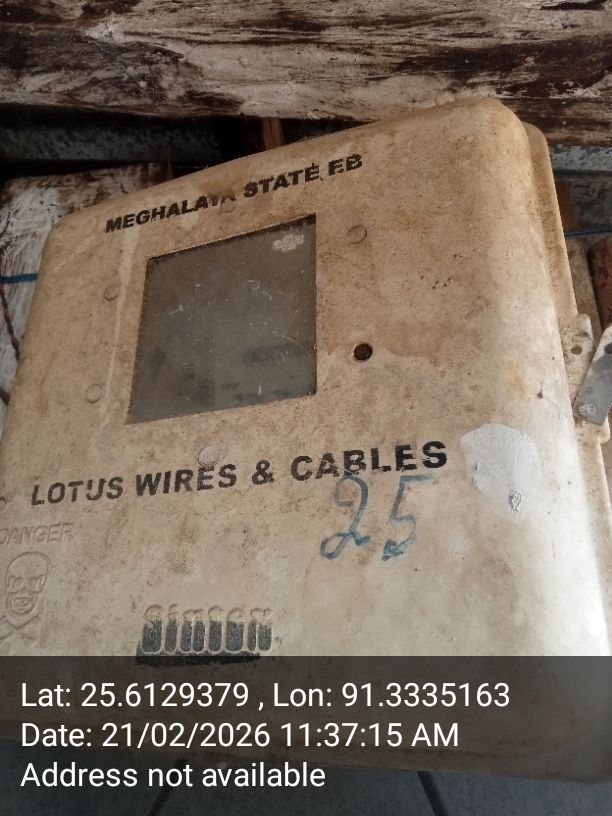 MEGHALAYA STATE EB
LOTUS WIRES & CABLES
25
DANGER
Sintex
Lat: 25.6129379 , Lon: 91.3335163
Date: 21/02/2026 11:37:15 AM
Address not available